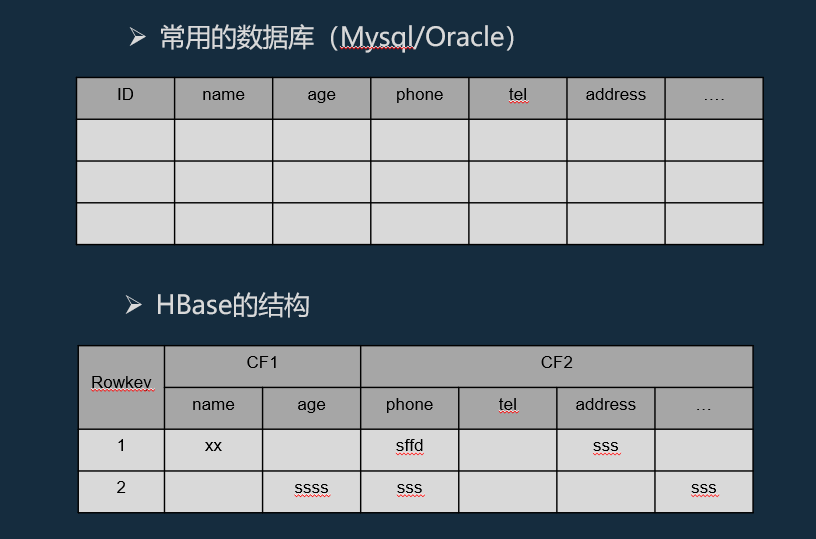 ➢ 常用的数据库（Mysql/Oracle）
ID name age phone tel address ....
➢ HBase的结构
Rowkey CF1 CF2
name age phone tel address ...
1 xx sffd sss
2 ssss sss sss